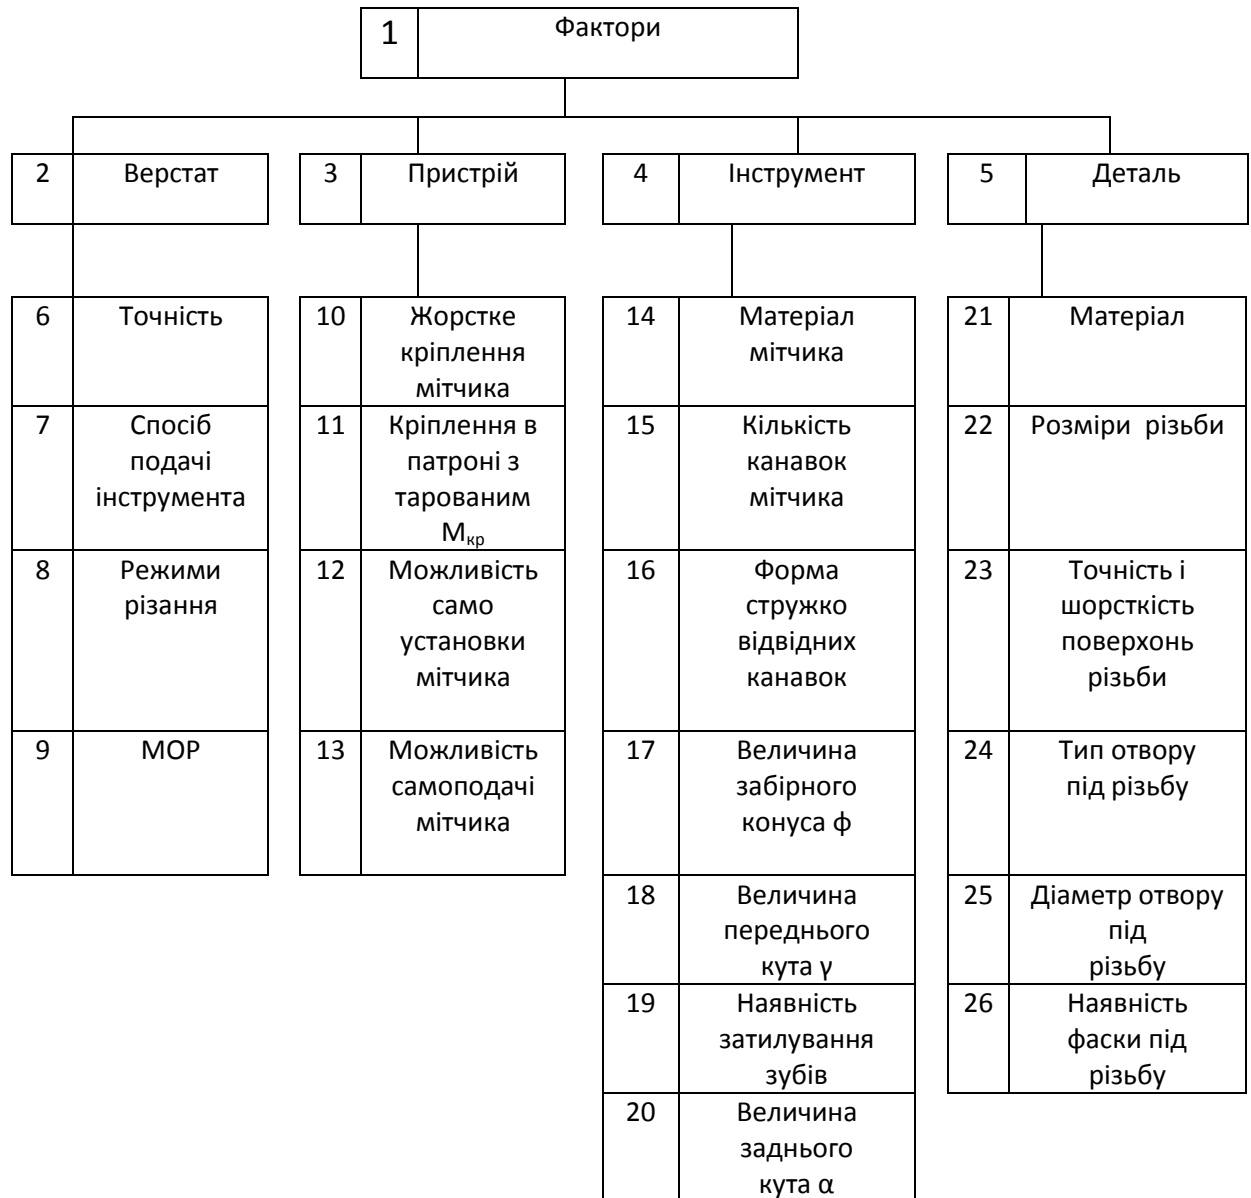 1 Фактори
2 Верстат
3 Пристрій
4 Інструмент
5 Деталь
6 Точність
7 Спосіб
подачі
інструмента
8 Режими
різання
9 МОР
10 Жорстке
кріплення
мітчика
11 Кріплення в
патроні з
тарованим
Мкр
12 Можливість
само
установки
мітчика
13 Можливість
самоподачі
мітчика
14 Матеріал
мітчика
15 Кількість
канавок
мітчика
16 Форма
стружко
відвідних
канавок
17 Величина
забірного
конуса φ
18 Величина
переднього
кута γ
19 Наявність
затилування
зубів
20 Величина
заднього
кута α
21 Матеріал
22 Розміри різьби
23 Точність і
шорсткість
поверхонь
різьби
24 Тип отвору
під різьбу
25 Діаметр отвору
під
різьбу
26 Наявність
фаски під
різьбу